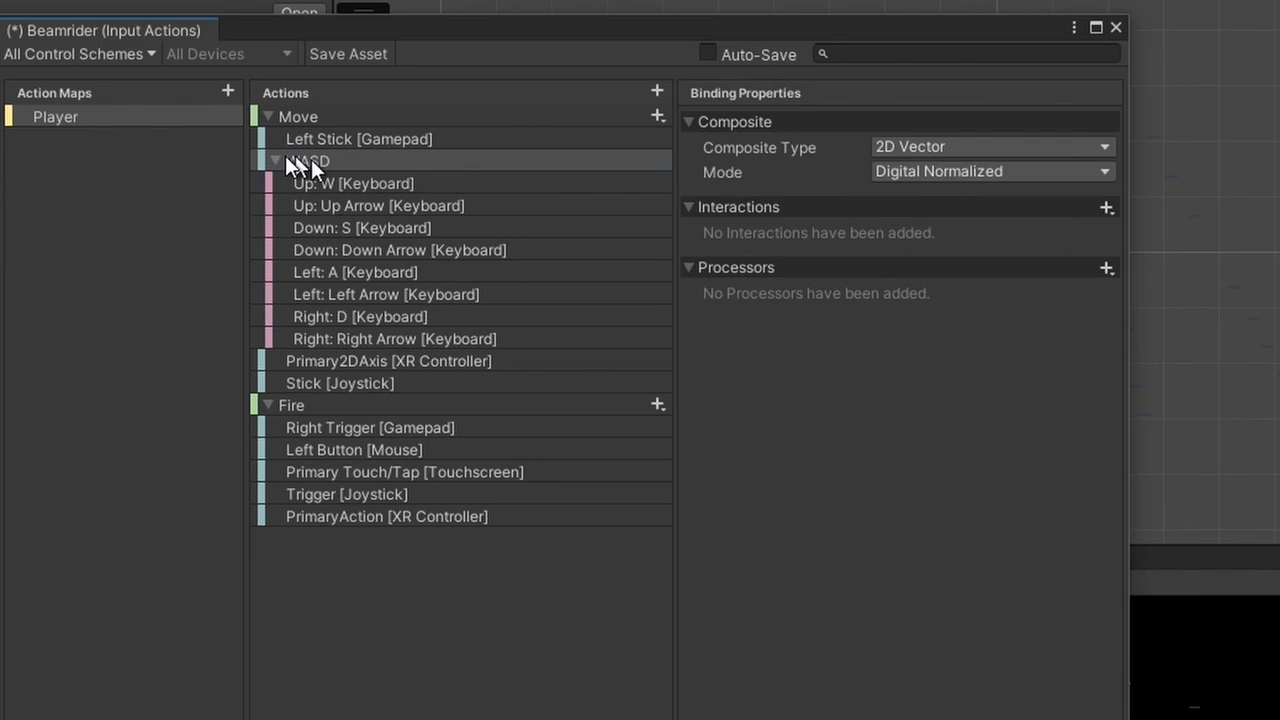 Open
(*) Beamrider (Input Actions)
All Control Schemes
All Devices
Save Asset
Auto-Save
Action Maps
Actions
Binding Properties
Player
Move
Left Stick [Gamepad]
WASD
Up: W [Keyboard]
Up: Up Arrow [Keyboard]
Down: S [Keyboard]
Down: Down Arrow [Keyboard]
Left: A [Keyboard]
Left: Left Arrow [Keyboard]
Right: D [Keyboard]
Right: Right Arrow [Keyboard]
Primary2DAxis [XR Controller]
Stick [Joystick]
Fire
Right Trigger [Gamepad]
Left Button [Mouse]
Primary Touch/Tap [Touchscreen]
Trigger [Joystick]
PrimaryAction [XR Controller]
Composite
Composite Type 2D Vector
Mode Digital Normalized
Interactions
No Interactions have been added.
Processors
No Processors have been added.